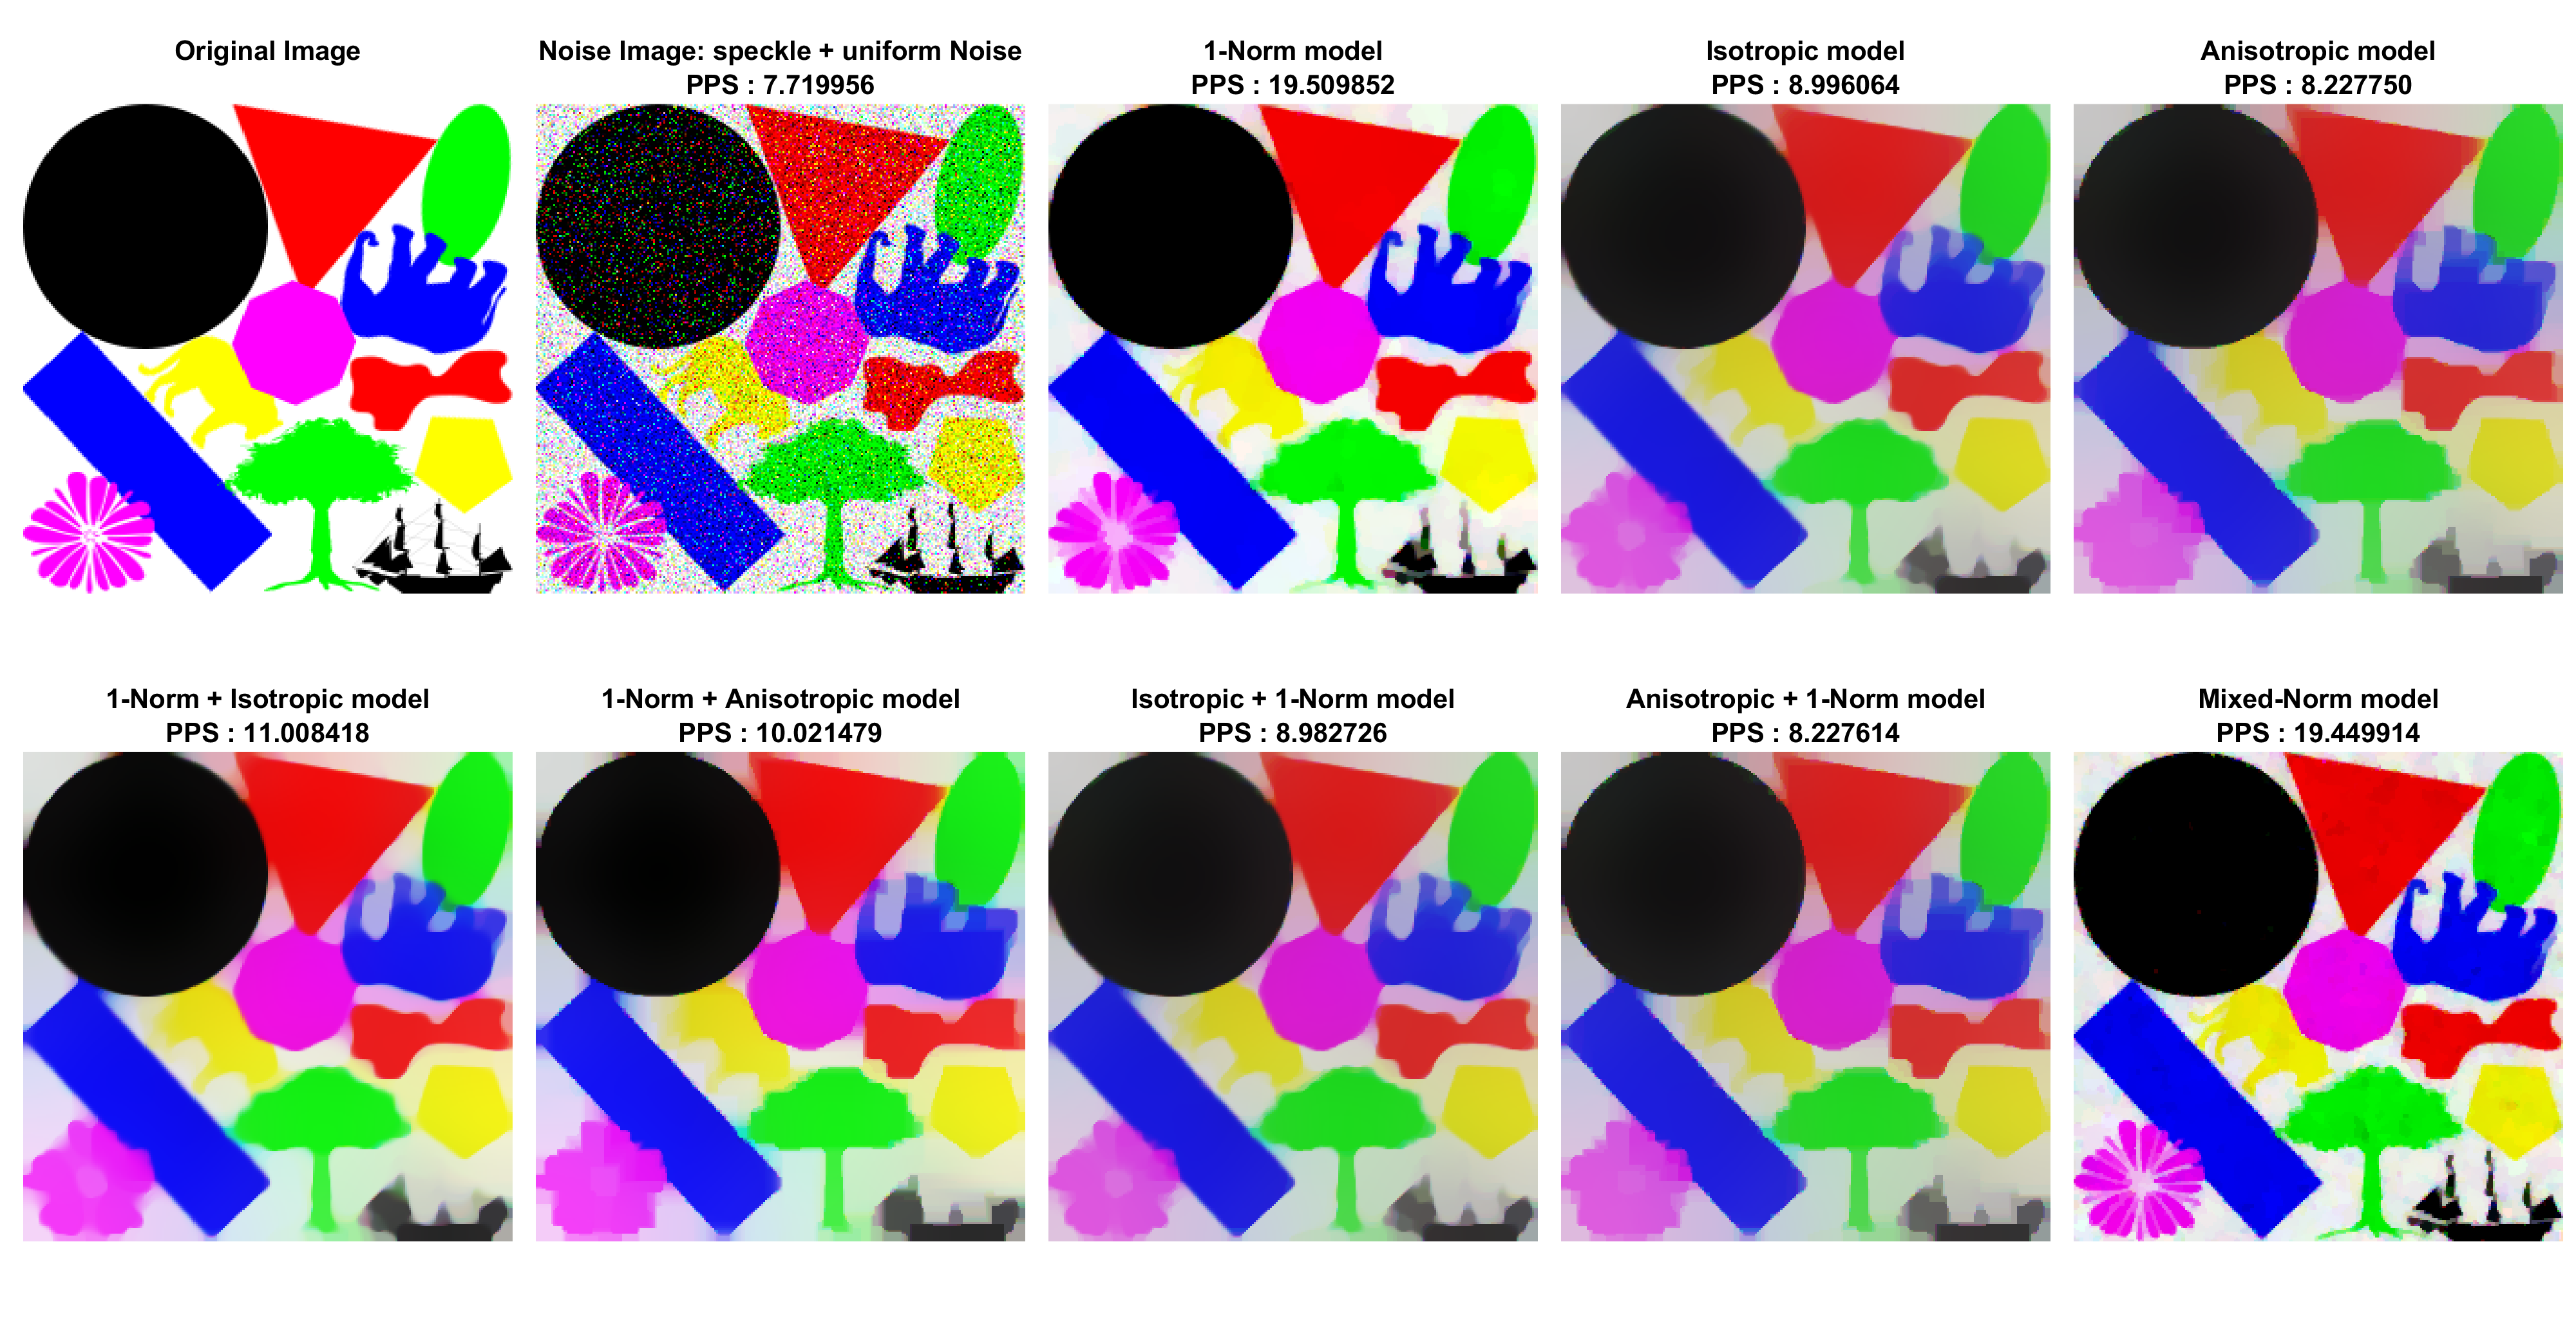 Original Image
Noise Image: speckle + uniform Noise
PPS : 7.719956
1-Norm model
PPS : 19.509852
Isotropic model
PPS : 8.996064
Anisotropic model
PPS : 8.227750
1-Norm + Isotropic model
PPS : 11.008418
1-Norm + Anisotropic model
PPS : 10.021479
Isotropic + 1-Norm model
PPS : 8.982726
Anisotropic + 1-Norm model
PPS : 8.227614
Mixed-Norm model
PPS : 19.449914